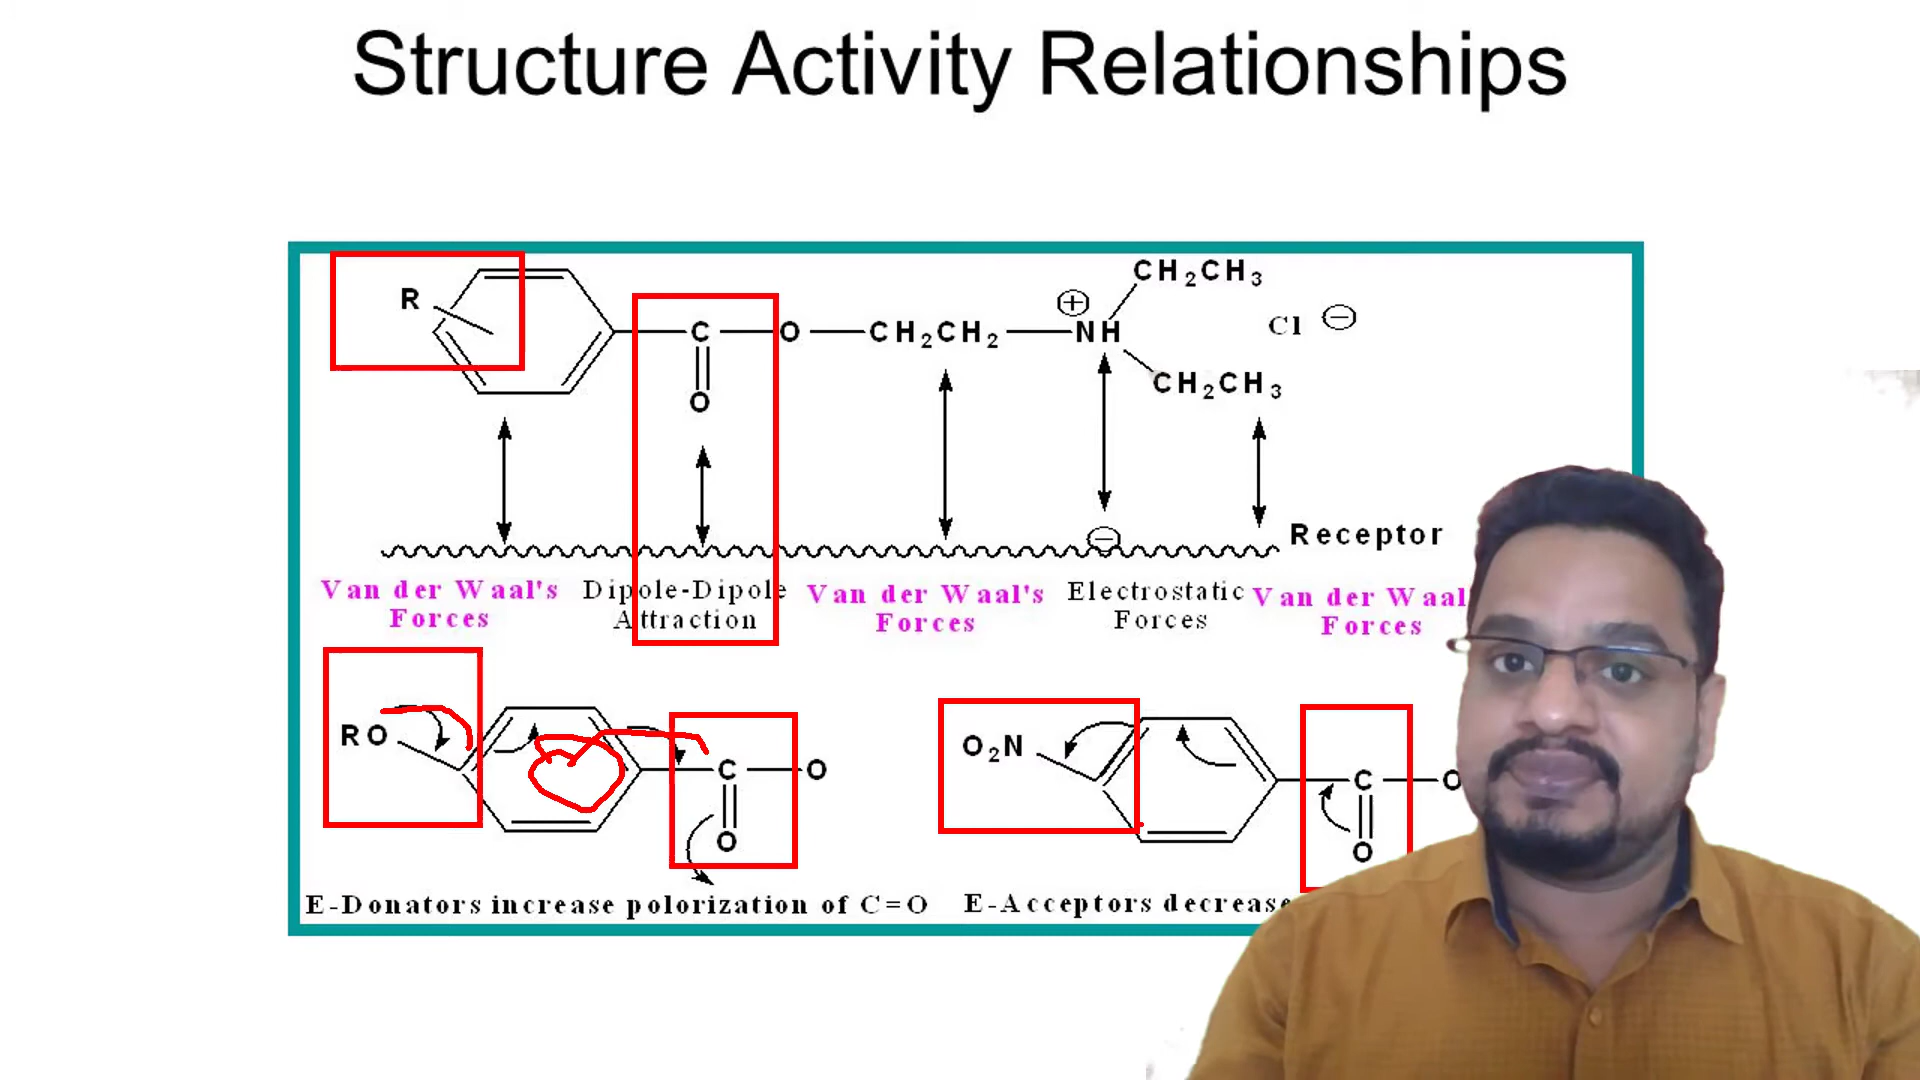 Structure Activity Relationships
CH2CH3
R
C
O
CH2CH2
NH
Cl
CH2CH3
O
Receptor
Van der Waal's Forces
Dipole-Dipole Attraction
Van der Waal's Forces
Electrostatic Forces
Van der Waal
Forces
RO
C
O
O
O2N
C
O
O
E-Donators increase polorization of C=O
E-Acceptors decrease